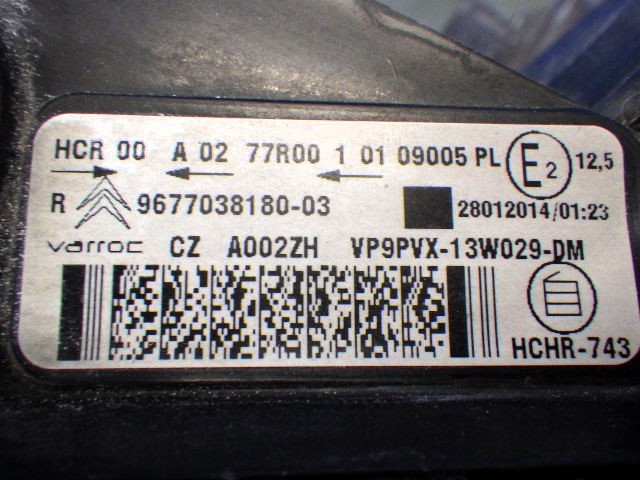 HCR 00 A 02 77R00 1 01 09005 PL E2 12,5
R 9677038180-03 28012014/01:23
varroc CZ A002ZH VP9PVX-13W029-DM
HCHR-743